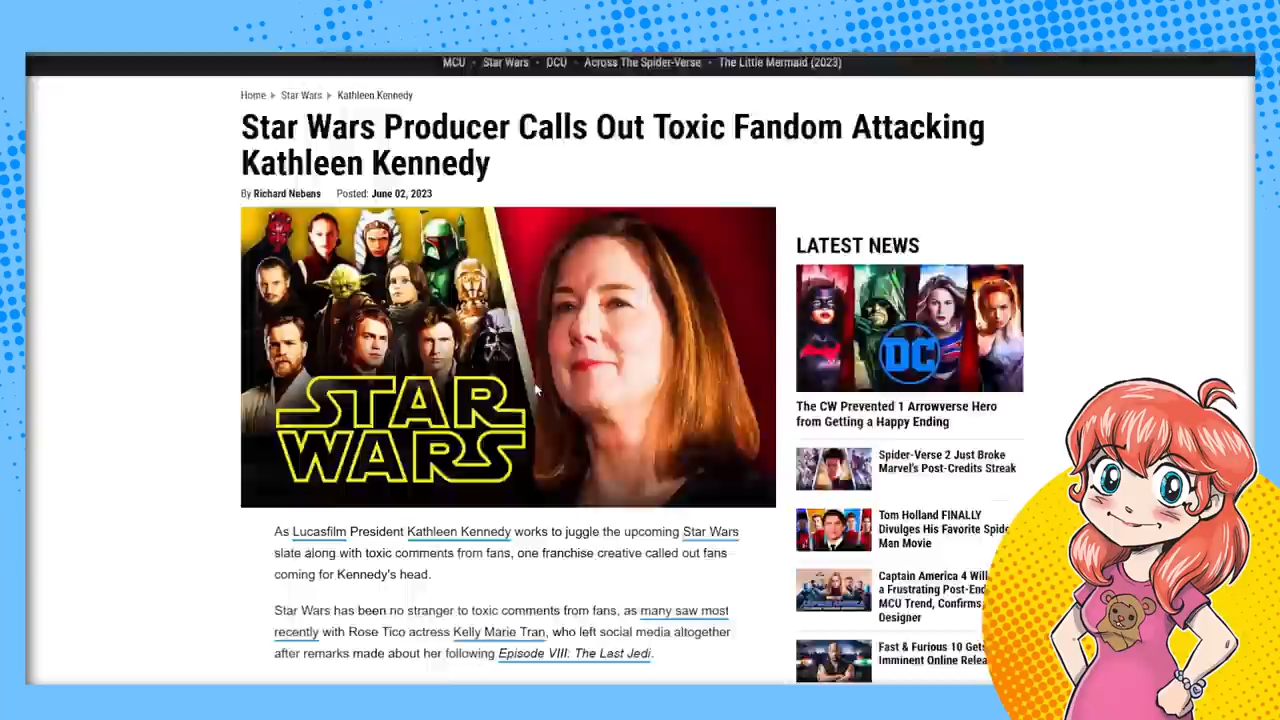 MCU • Star Wars • DCU • Across The Spider-Verse • The Little Mermaid (2023)
Home ▸ Star Wars ▸ Kathleen Kennedy
Star Wars Producer Calls Out Toxic Fandom Attacking
Kathleen Kennedy
By Richard Nebens Posted: June 02, 2023
STAR
WARS
As Lucasfilm President Kathleen Kennedy works to juggle the upcoming Star Wars
slate along with toxic comments from fans, one franchise creative called out fans
coming for Kennedy's head.
Star Wars has been no stranger to toxic comments from fans, as many saw most
recently with Rose Tico actress Kelly Marie Tran, who left social media altogether
after remarks made about her following Episode VIII: The Last Jedi.
LATEST NEWS
DC
The CW Prevented 1 Arrowverse Hero
from Getting a Happy Ending
Spider-Verse 2 Just Broke
Marvel's Post-Credits Streak
Tom Holland FINALLY
Divulges His Favorite Spide
Man Movie
Captain America 4 Will
a Frustrating Post-End
MCU Trend, Confirms
Designer
Fast & Furious 10 Gets
Imminent Online Relea